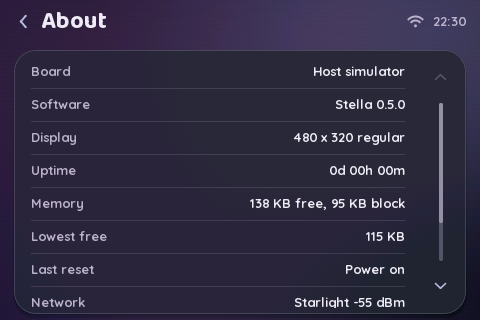 About
22:30
Board Host simulator
Software Stella 0.5.0
Display 480 x 320 regular
Uptime 0d 00h 00m
Memory 138 KB free, 95 KB block
Lowest free 115 KB
Last reset Power on
Network Starlight -55 dBm